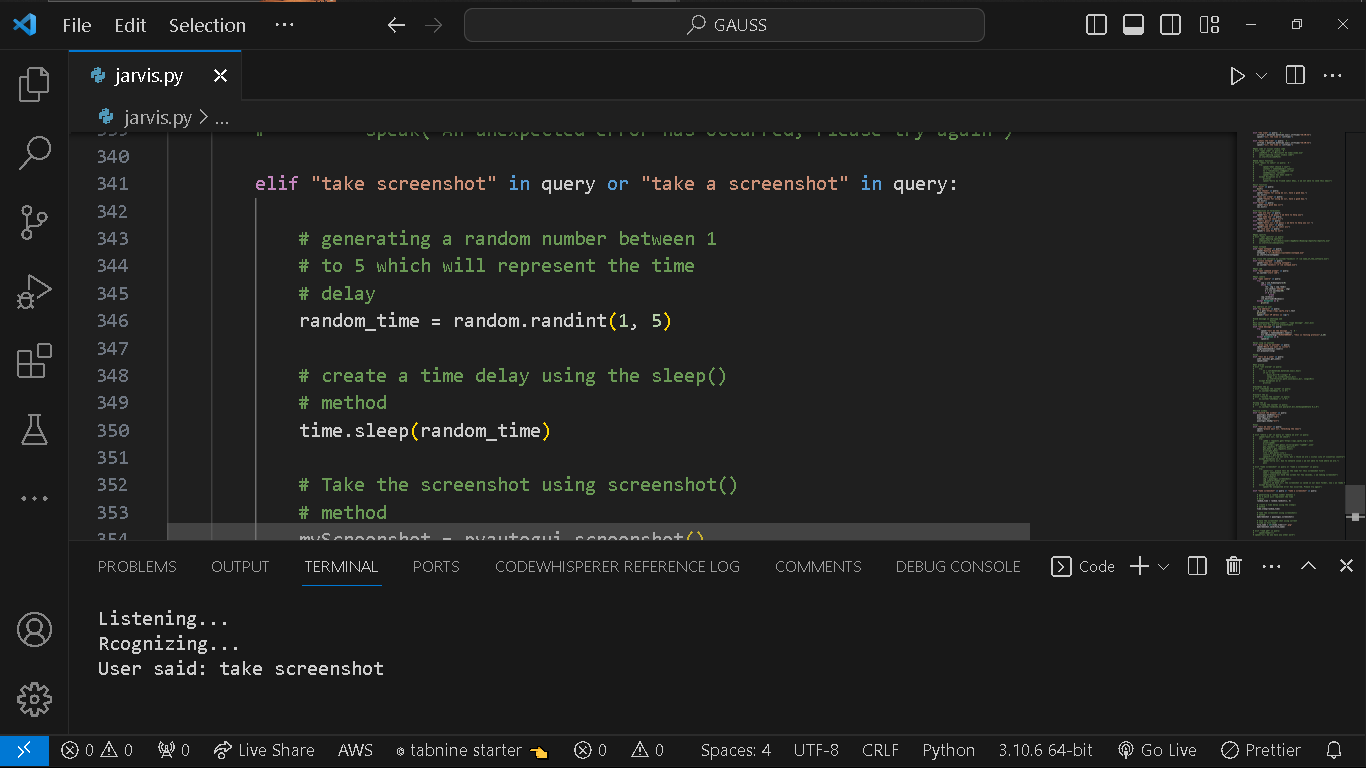 File Edit Selection ··· GAUSS
jarvis.py
jarvis.py > ...
339 # speak("An unexpected error has occurred, Please try again")
340
341 elif "take screenshot" in query or "take a screenshot" in query:
342
343 # generating a random number between 1
344 # to 5 which will represent the time
345 # delay
346 random_time = random.randint(1, 5)
347
348 # create a time delay using the sleep()
349 # method
350 time.sleep(random_time)
351
352 # Take the screenshot using screenshot()
353 # method
354 myScreenshot = pyautogui.screenshot()
PROBLEMS OUTPUT TERMINAL PORTS CODEWHISPERER REFERENCE LOG COMMENTS DEBUG CONSOLE Code
Listening...
Rcognizing...
User said: take screenshot
0 0 0 Live Share AWS tabnine starter 0 0 Spaces: 4 UTF-8 CRLF Python 3.10.6 64-bit Go Live Prettier